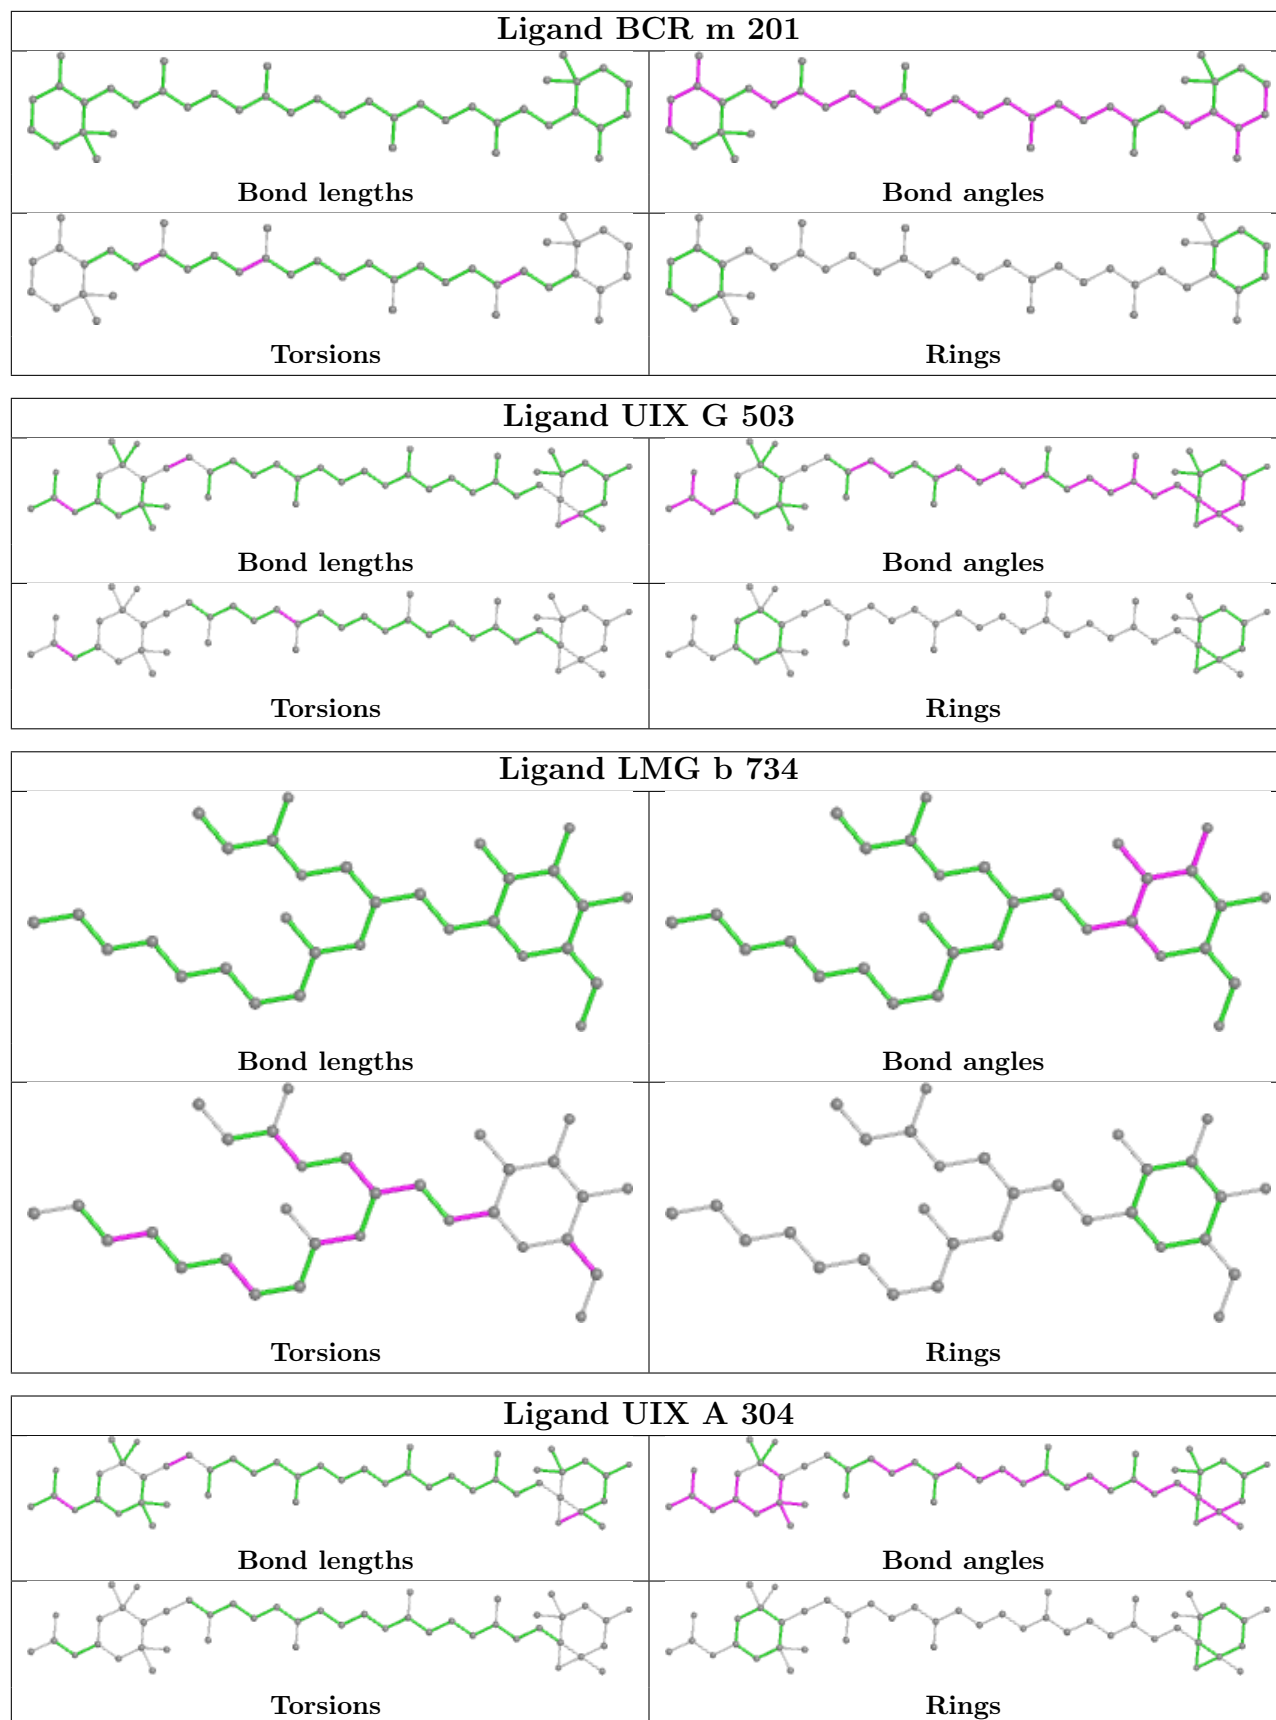 Ligand BCR m 201
Bond lengths
Bond angles
Torsions
Rings
Ligand UIX G 503
Bond lengths
Bond angles
Torsions
Rings
Ligand LMG b 734
Bond lengths
Bond angles
Torsions
Rings
Ligand UIX A 304
Bond lengths
Bond angles
Torsions
Rings